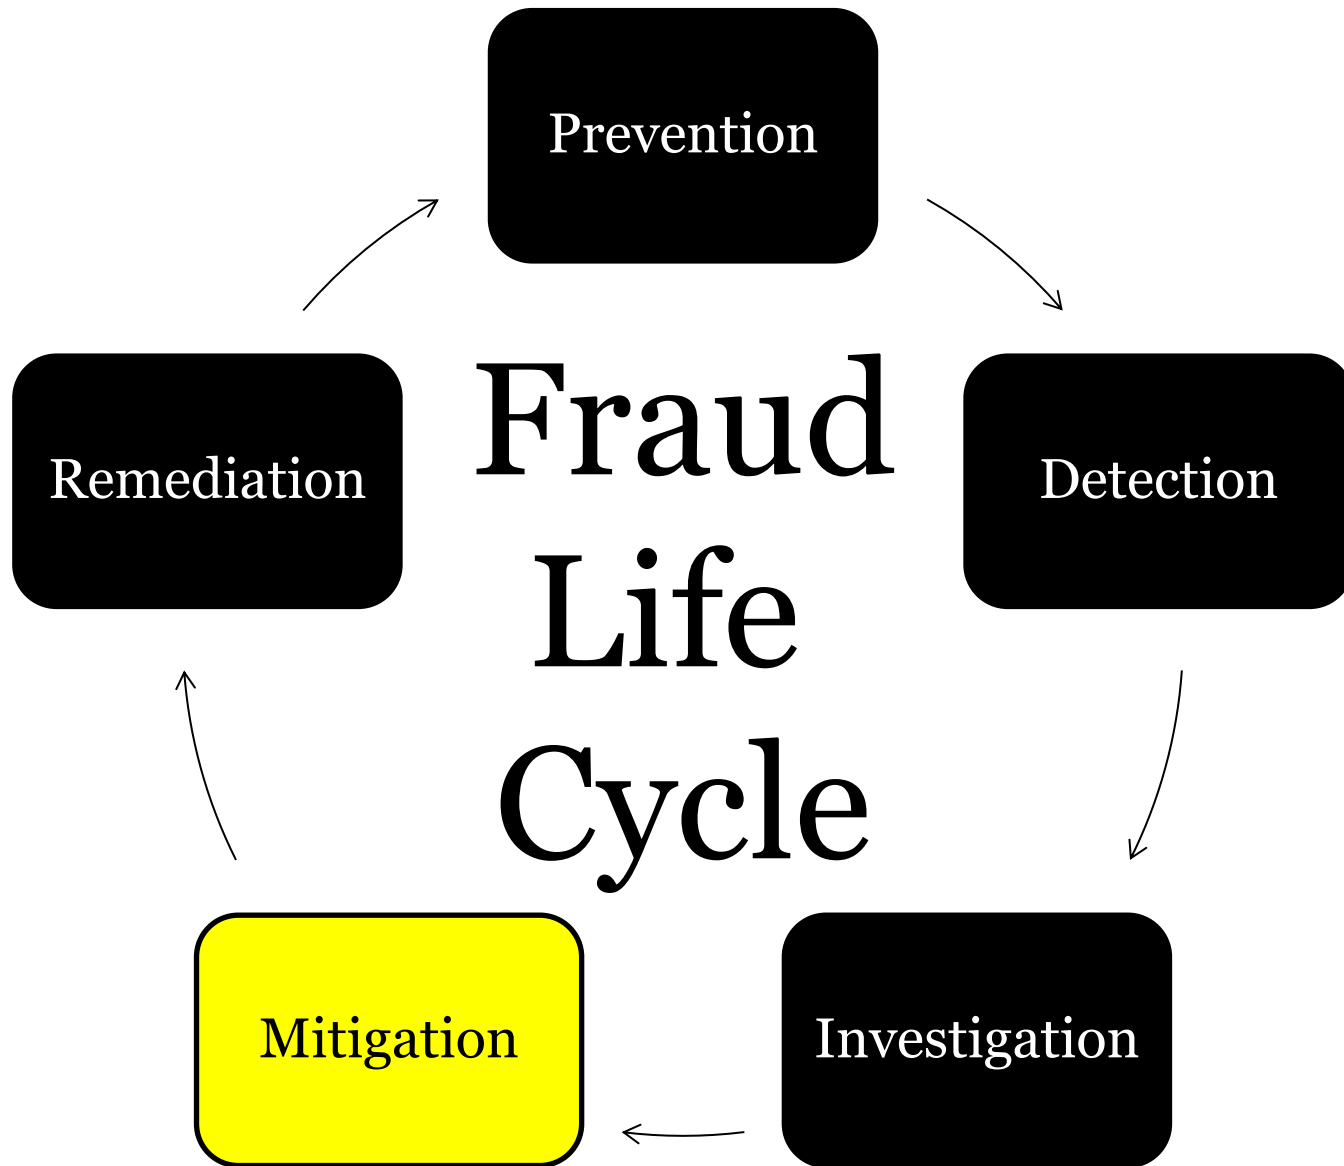 Prevention
Remediation
Fraud
Life
Cycle
Detection
Mitigation
Investigation